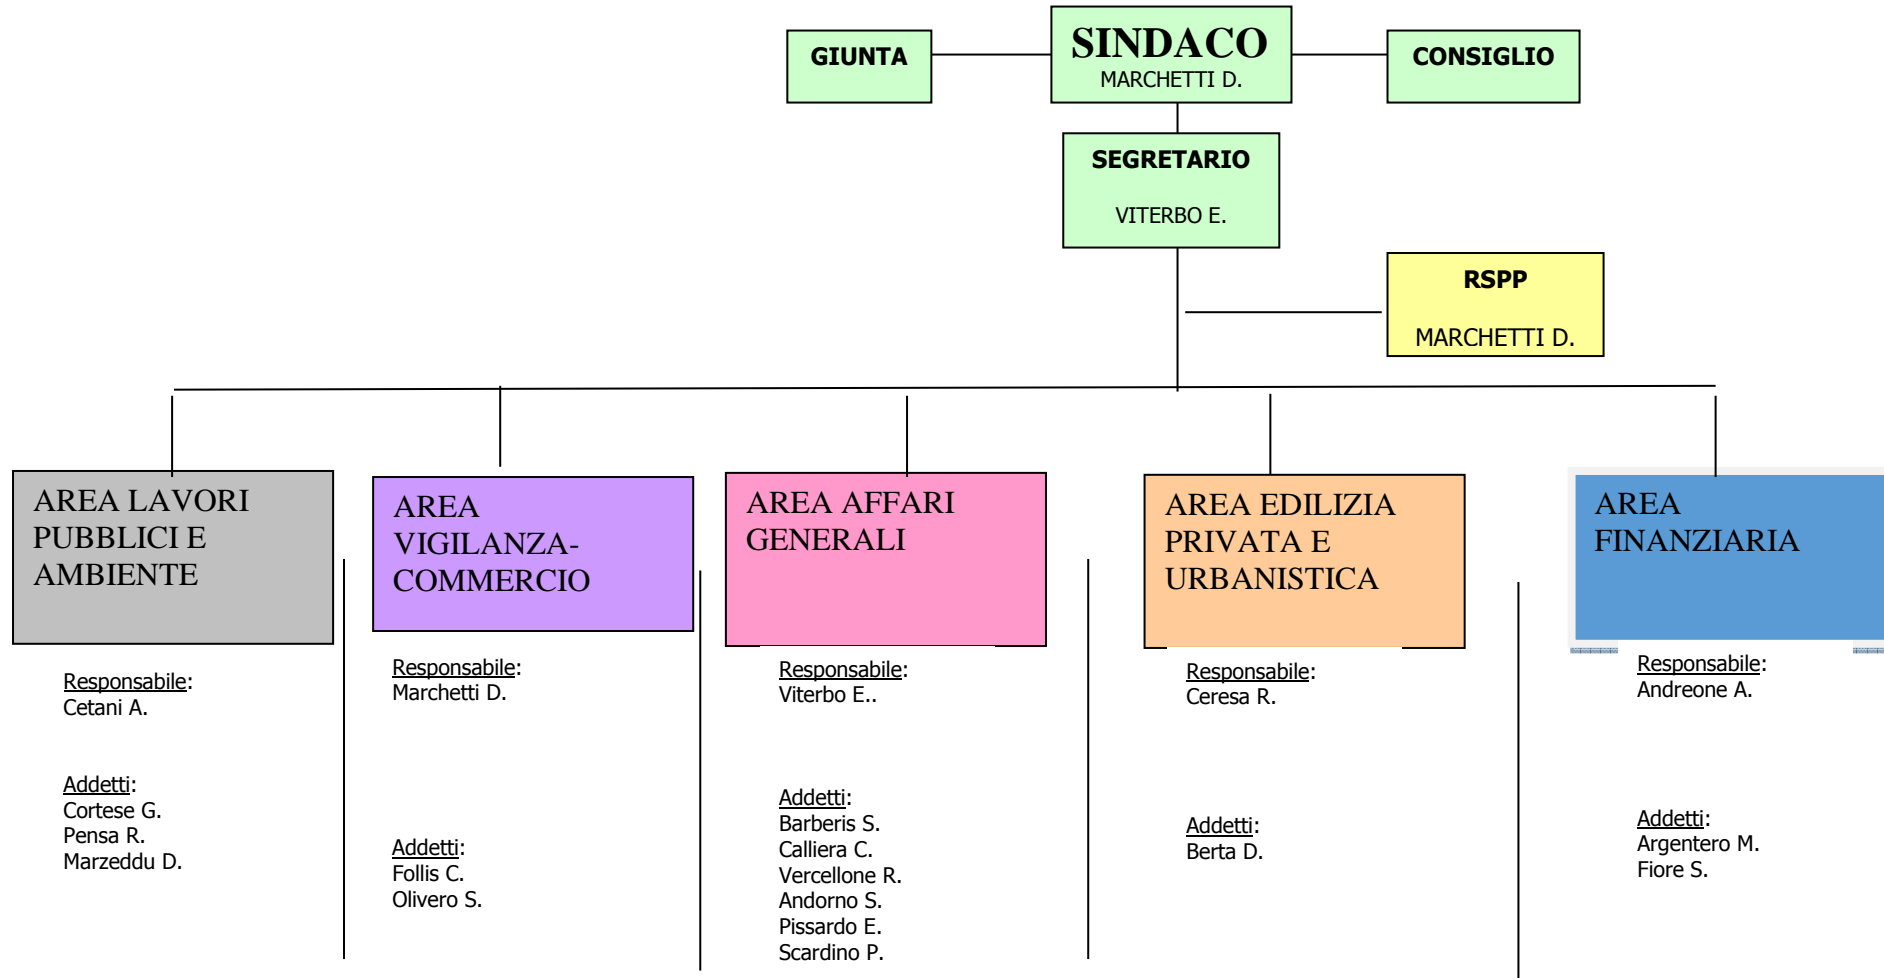 GIUNTA
SINDACO
MARCHETTI D.
CONSIGLIO
SEGRETARIO
VITERBO E.
RSPP
MARCHETTI D.
AREA LAVORI
PUBBLICI E
AMBIENTE
Responsabile:
Cetani A.
Addetti:
Cortese G.
Pensa R.
Marzeddu D.
AREA
VIGILANZA-
COMMERCIO
Responsabile:
Marchetti D.
Addetti:
Follis C.
Olivero S.
AREA AFFARI
GENERALI
Responsabile:
Viterbo E..
Addetti:
Barberis S.
Calliera C.
Vercellone R.
Andorno S.
Pissardo E.
Scardino P.
AREA EDILIZIA
PRIVATA E
URBANISTICA
Responsabile:
Ceresa R.
Addetti:
Berta D.
AREA
FINANZIARIA
Responsabile:
Andreone A.
Addetti:
Argentero M.
Fiore S.